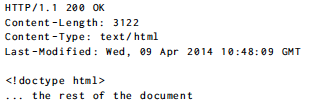 HTTP/1.1 200 OK
Content-Length: 3122
Content-Type: text/html
Last-Modified: Wed, 09 Apr 2014 10:48:09 GMT

<!doctype html>
... the rest of the document